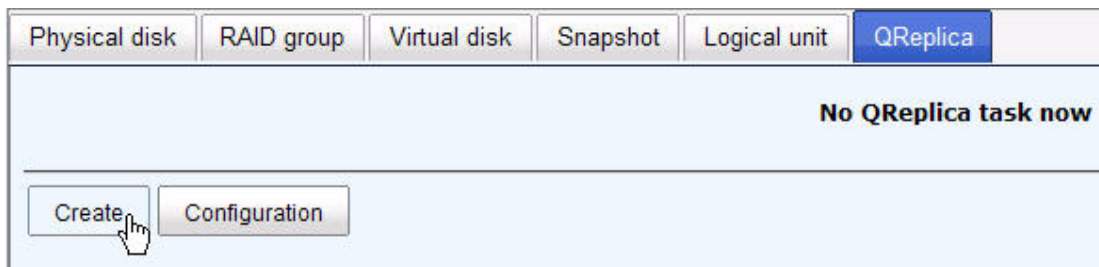 Physical disk RAID group Virtual disk Snapshot Logical unit QReplica
No QReplica task now
Create Configuration